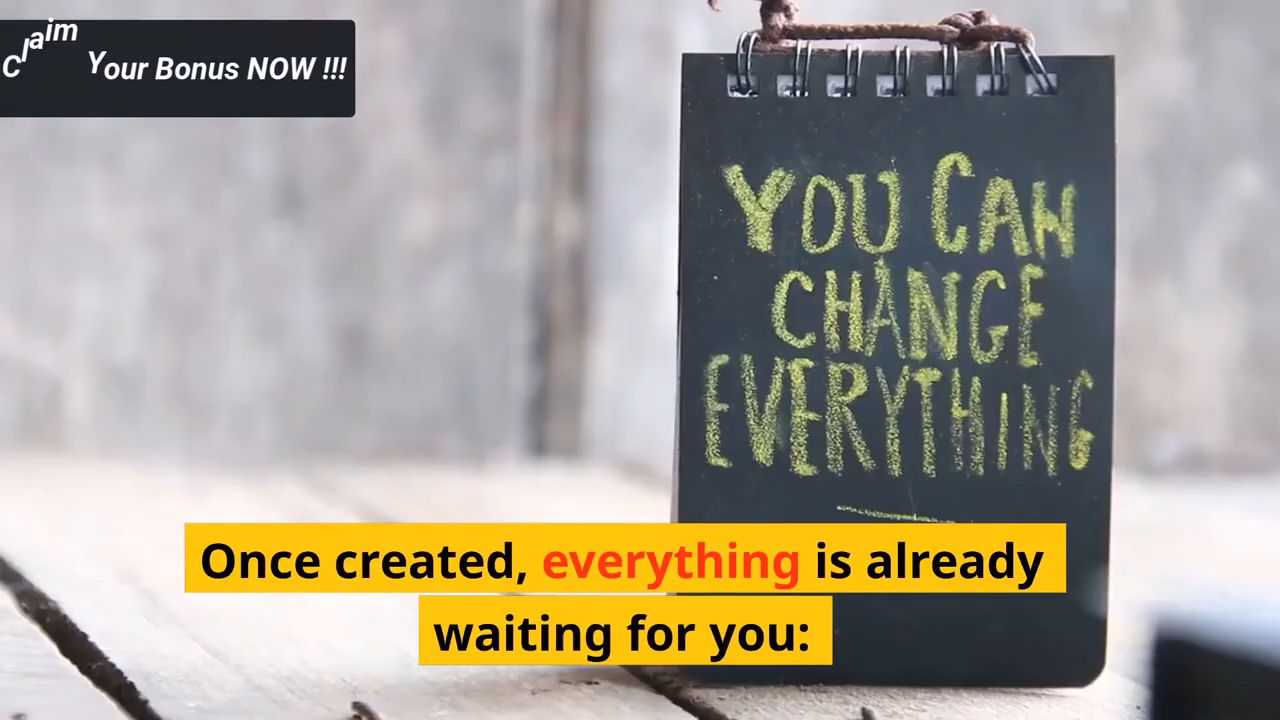 Claim Your Bonus NOW !!!
YOU CAN
CHANGE
EVERYTHING
Once created, everything is already
waiting for you: